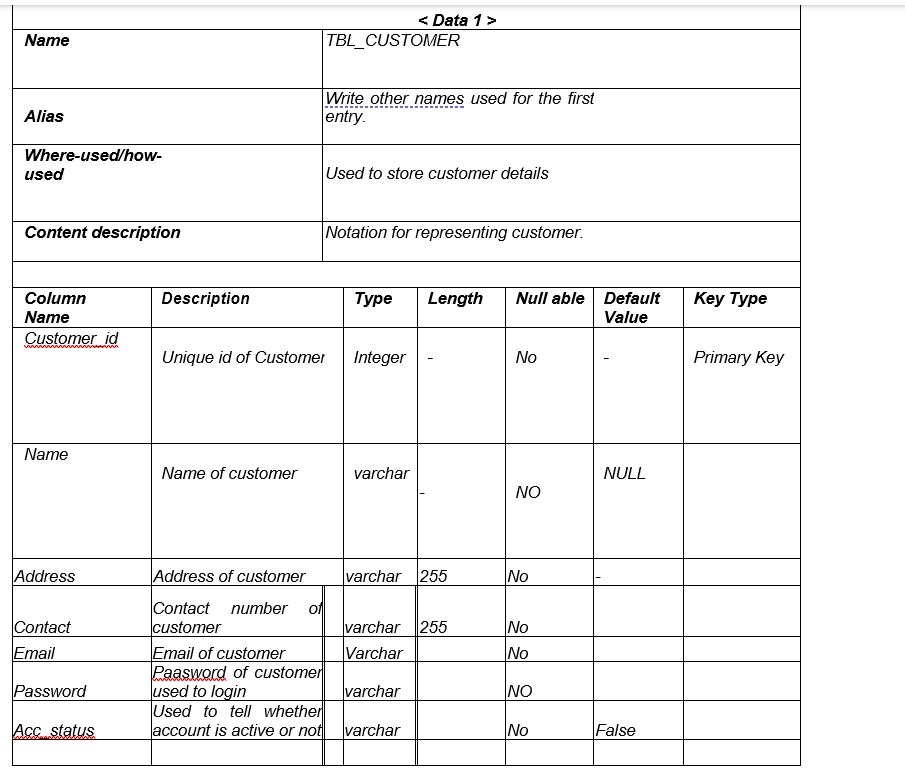 < Data 1 >
Name TBL_CUSTOMER
Write other names used for the first
Alias entry.
Where-used/how-
used Used to store customer details
Content description Notation for representing customer.
Column Description Type Length Null able Default Key Type
Name Value
Customer_id
Unique id of Customer Integer - No - Primary Key
Name
Name of customer varchar NULL
- NO
Address Address of customer varchar 255 No -
Contact number of
Contact customer varchar 255 No
Email Email of customer Varchar No
Paasword of customer
Password used to login varchar NO
Used to tell whether
Acc_status account is active or not varchar No False